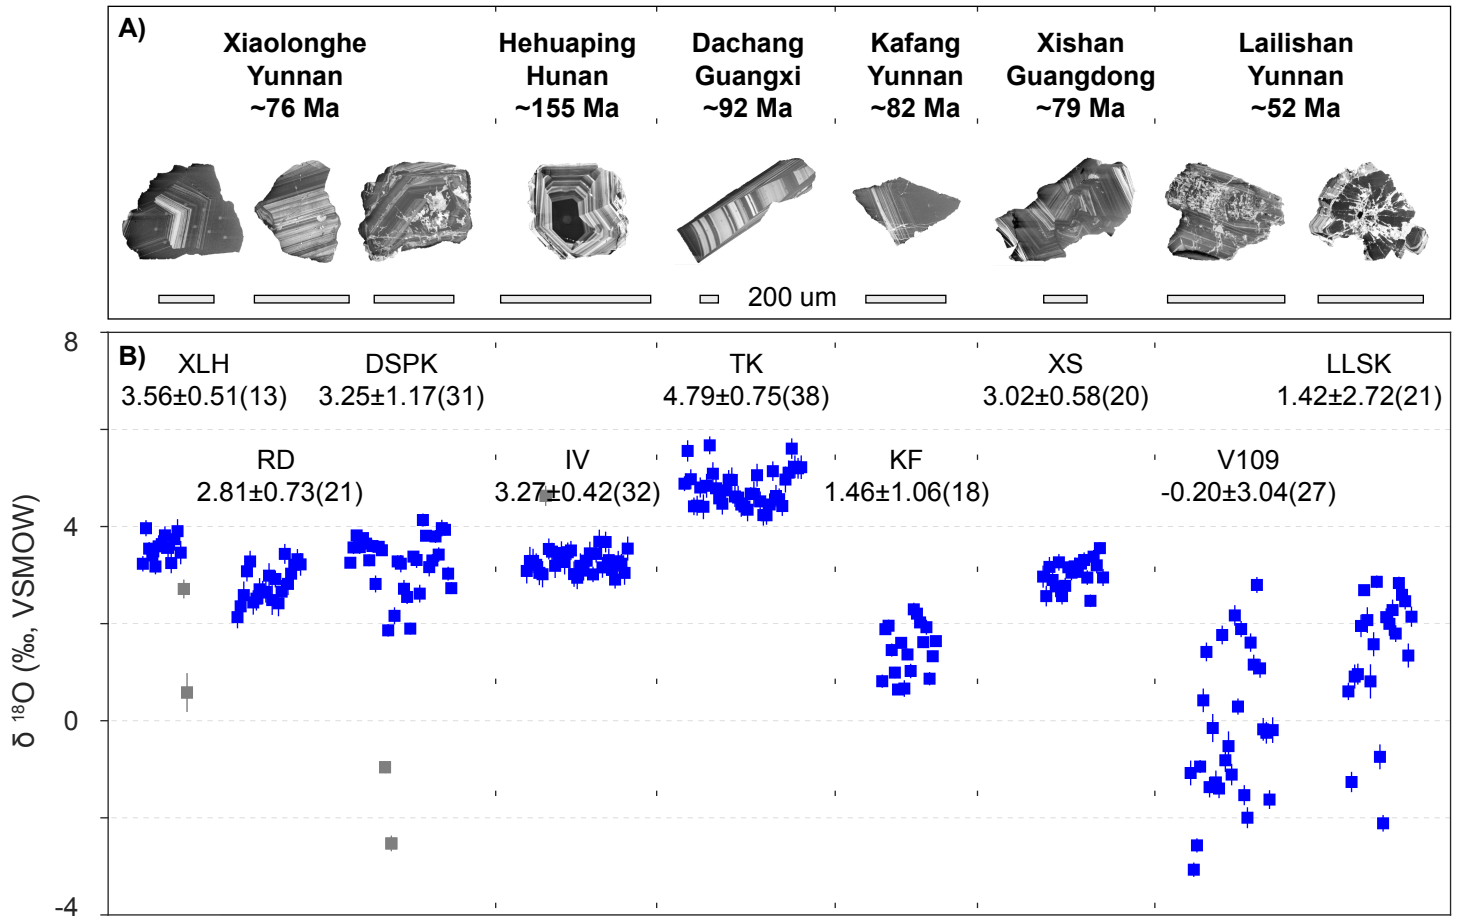 A)
Xiaolonghe
Yunnan
~76 Ma
Hehuaping
Hunan
~155 Ma
Dachang
Guangxi
~92 Ma
Kafang
Yunnan
~82 Ma
Xishan
Guangdong
~79 Ma
Lailishan
Yunnan
~52 Ma
200 um
B)
XLH
3.56±0.51(13)
DSPK
3.25±1.17(31)
TK
4.79±0.75(38)
XS
3.02±0.58(20)
LLSK
1.42±2.72(21)
RD
2.81±0.73(21)
IV
3.27±0.42(32)
KF
1.46±1.06(18)
V109
-0.20±3.04(27)
8
4
0
-4
δ ¹⁸O (‰, VSMOW)